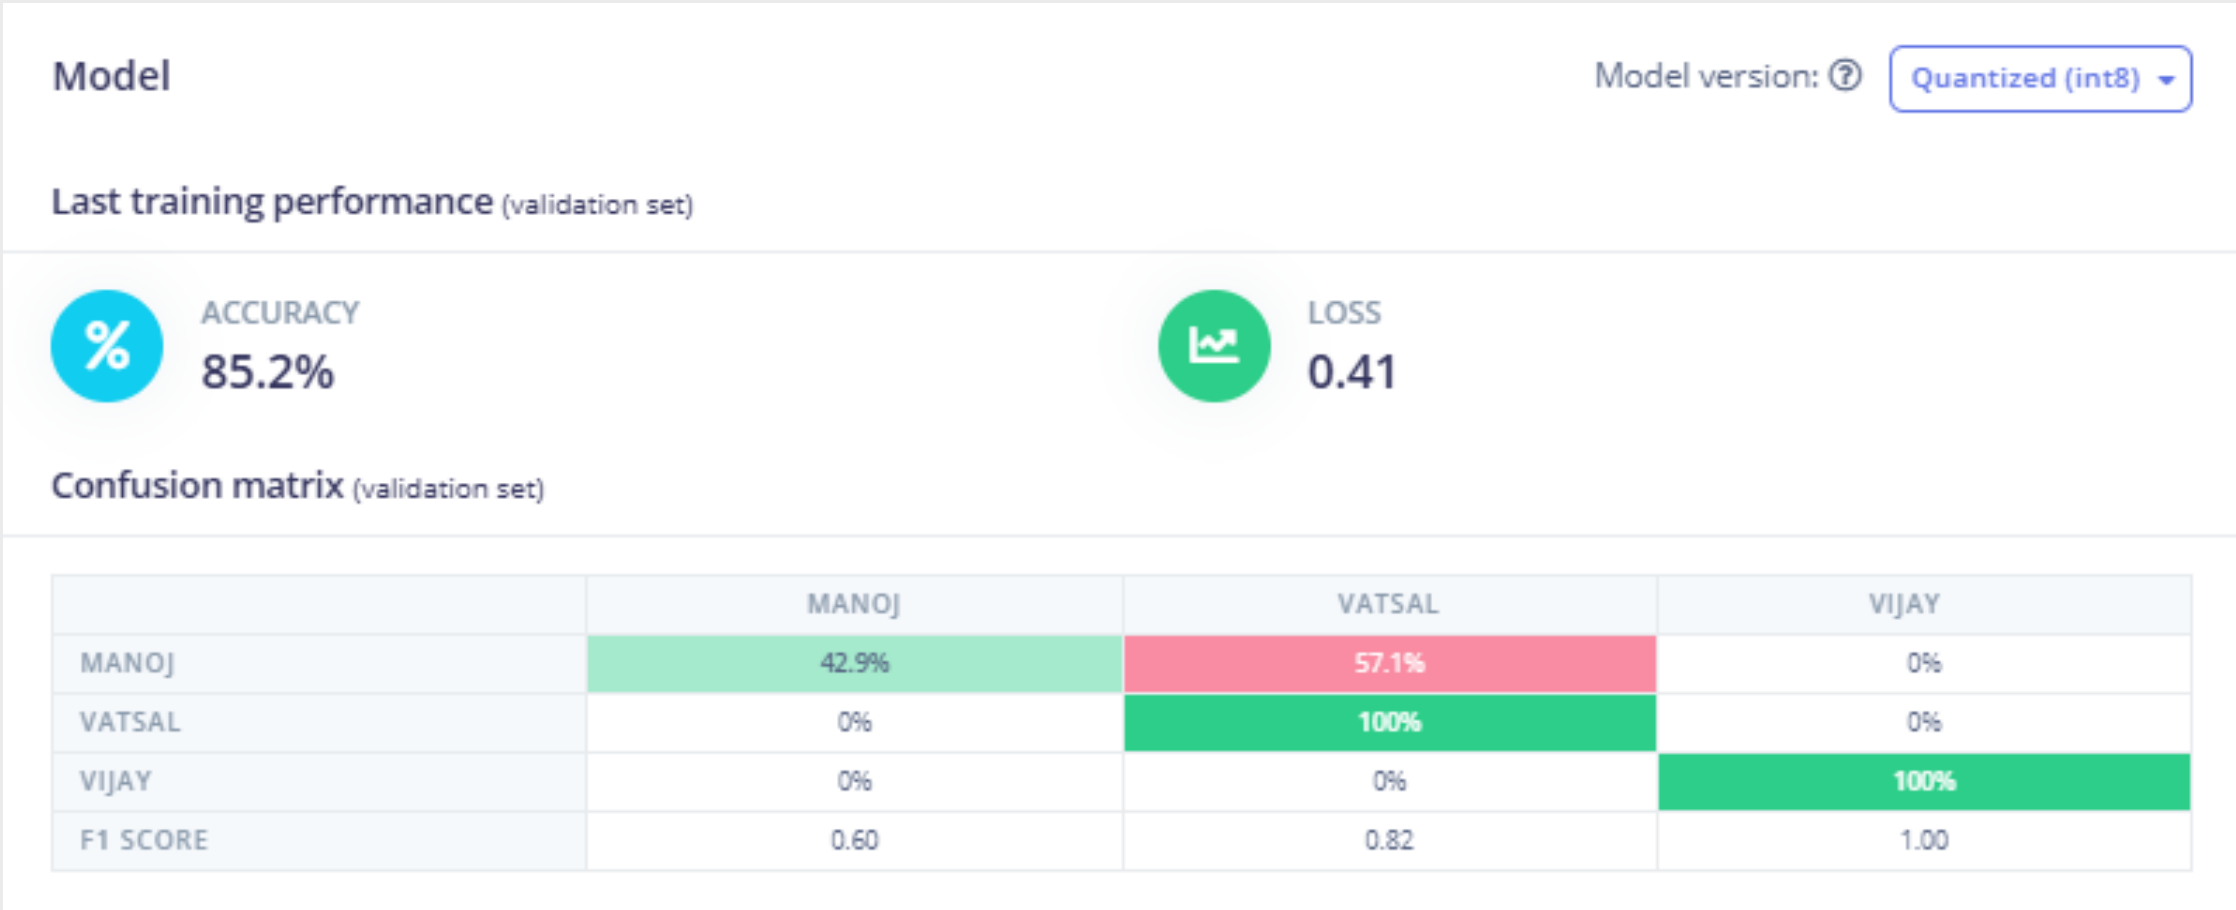 Model
Model version: Quantized (int8)
Last training performance (validation set)
% ACCURACY
85.2%
LOSS
0.41
Confusion matrix (validation set)
MANOJ VATSAL VIJAY
MANOJ 42.9% 57.1% 0%
VATSAL 0% 100% 0%
VIJAY 0% 0% 100%
F1 SCORE 0.60 0.82 1.00